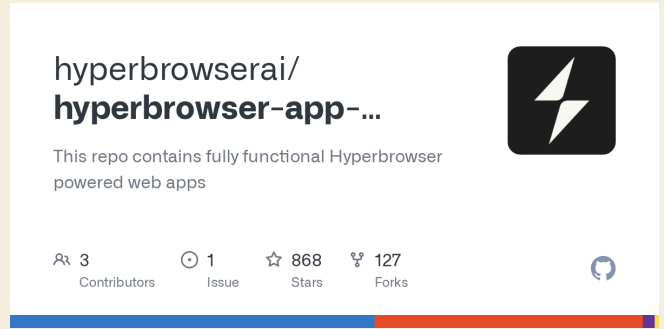 hyperbrowserai/
hyperbrowser-app-...
This repo contains fully functional Hyperbrowser
powered web apps
3
Contributors
1
Issue
868
Stars
127
Forks